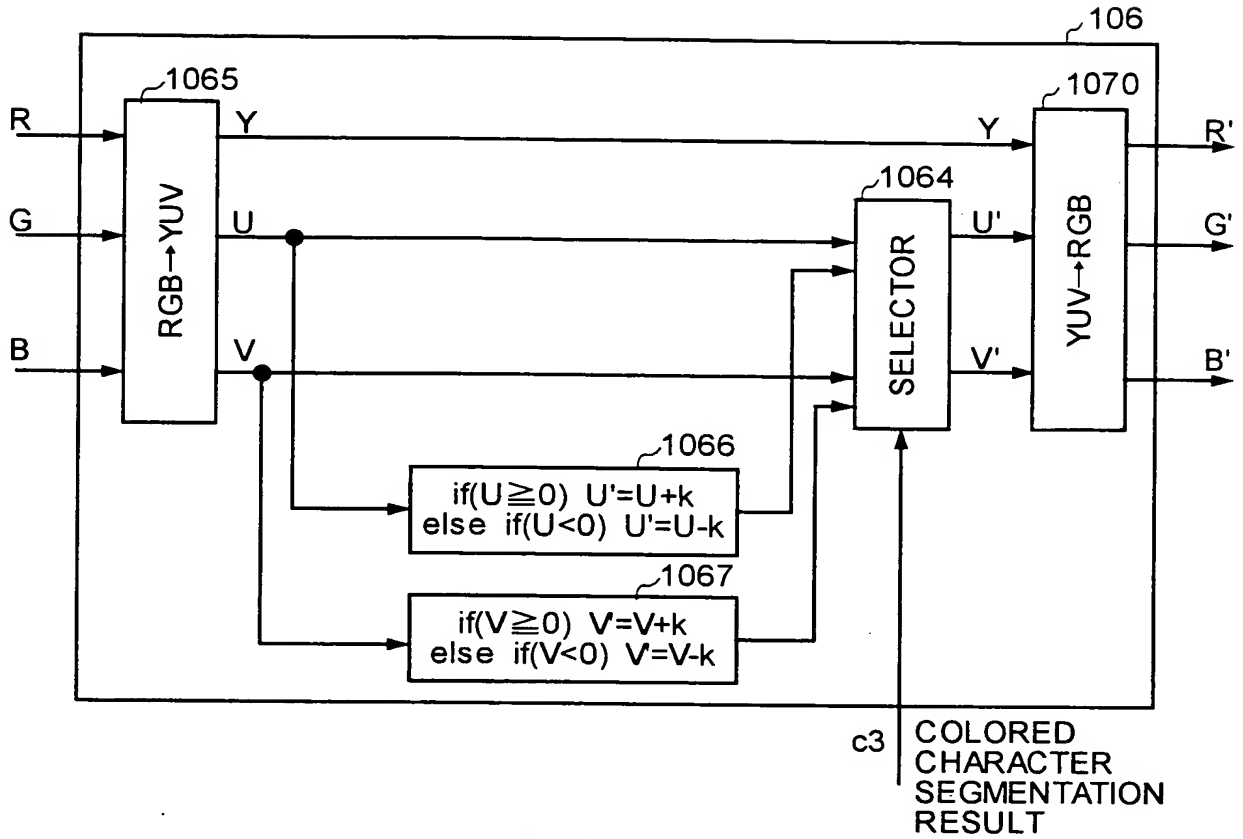 106
1065
1070
R
Y
Y
R'
RGB→YUV
YUV→RGB
1064
G
U
U'
G'
SELECTOR
B
V
V'
B'
1066
if(U≧0) U'=U+k
else if(U<0) U'=U-k
1067
if(V≧0) V'=V+k
else if(V<0) V'=V-k
c3
COLORED
CHARACTER
SEGMENTATION
RESULT